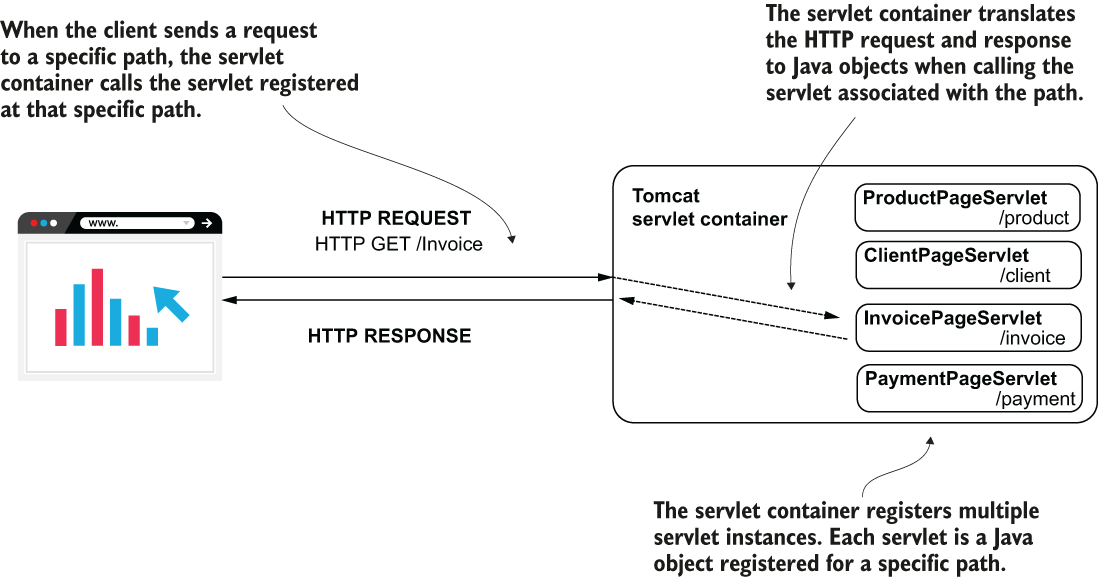 When the client sends a request
to a specific path, the servlet
container calls the servlet registered
at that specific path.
The servlet container translates
the HTTP request and response
to Java objects when calling the
servlet associated with the path.
www.
HTTP REQUEST
HTTP GET /Invoice
HTTP RESPONSE
Tomcat
servlet container
ProductPageServlet
/product
ClientPageServlet
/client
InvoicePageServlet
/invoice
PaymentPageServlet
/payment
The servlet container registers multiple
servlet instances. Each servlet is a Java
object registered for a specific path.